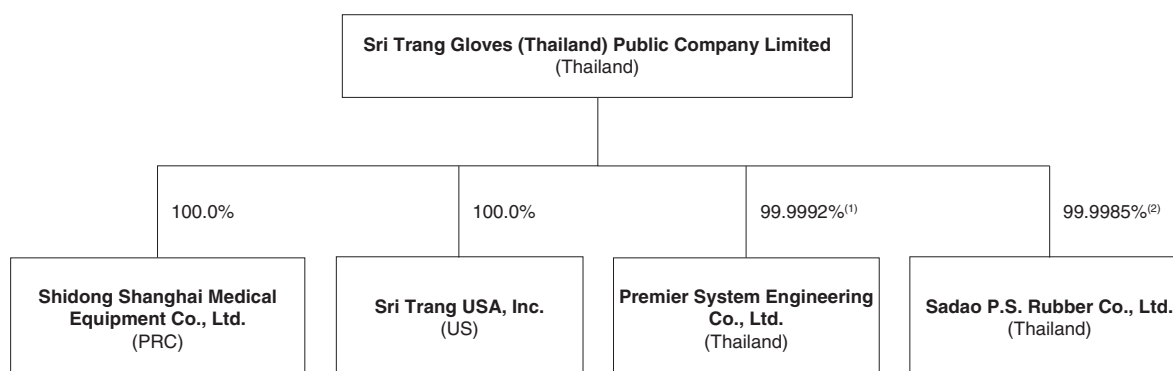 Sri Trang Gloves (Thailand) Public Company Limited
(Thailand)
100.0%
100.0%
99.9992%(1)
99.9985%(2)
Shidong Shanghai Medical
Equipment Co., Ltd.
(PRC)
Sri Trang USA, Inc.
(US)
Premier System Engineering
Co., Ltd.
(Thailand)
Sadao P.S. Rubber Co., Ltd.
(Thailand)